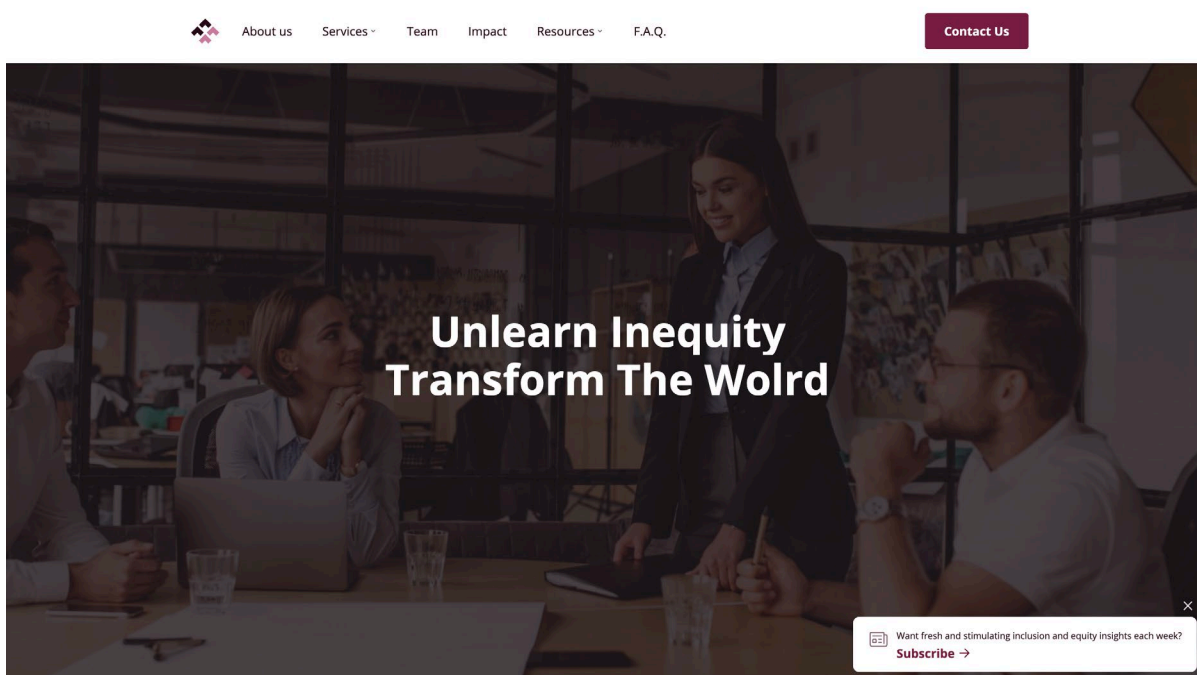 About us
Services
Team
Impact
Resources
F.A.Q.
Contact Us
Unlearn Inequity
Transform The Wolrd
Want fresh and stimulating inclusion and equity insights each week?
Subscribe →